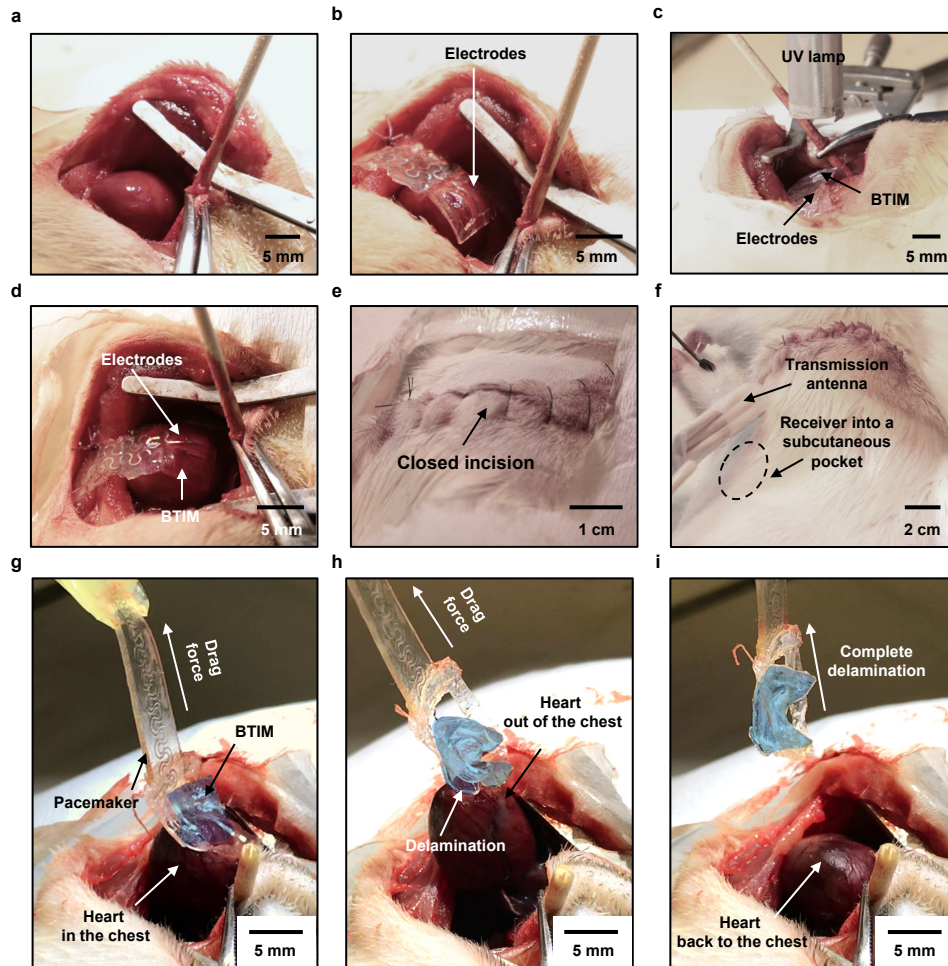 a
5 mm
b
Electrodes
5 mm
c
UV lamp
BTIM
Electrodes
5 mm
d
Electrodes
BTIM
5 mm
e
Closed incision
1 cm
f
Transmission
antenna
Receiver into a
subcutaneous
pocket
2 cm
g
Drag
force
BTIM
Pacemaker
Heart
in the chest
5 mm
h
Drag
force
Heart
out of the chest
Delamination
5 mm
i
Complete
delamination
Heart
back to the chest
5 mm